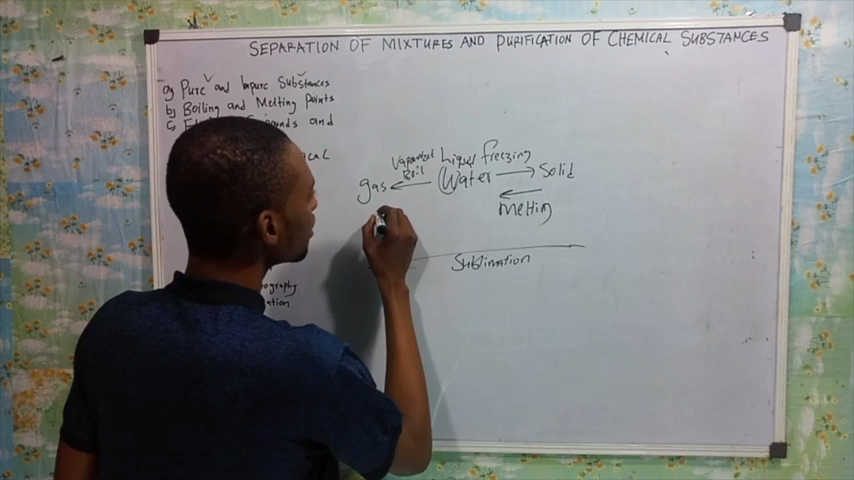 SEPARATION OF MIXTURES AND PURIFICATION OF CHEMICAL SUBSTANCES
a) Pure and Impure Substances
b) Boiling and Melting Points
c) and
Liquid freezing
boil
gas Water Solid
Melting
Sublimation